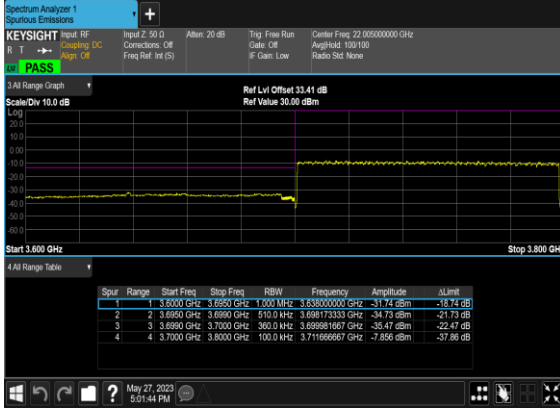 Spectrum Analyzer 1
Spurious Emissions
+
KEYSIGHT Input: RF Input Z: 50 Ω Atten: 20 dB Trig: Free Run Center Freq: 22.005000000 GHz
R T Coupling: DC Corrections: Off Gate: Off Avg|Hold: 100/100
Align: Off Freq Ref: Int (S) IF Gain: Low Radio Std: None
PASS
3.All Range Graph
Ref Lvl Offset 33.41 dB
Scale/Div 10.0 dB Ref Value 30.00 dBm
Log
20.0
10.0
0.00
-10.0
-20.0
-30.0
-40.0
-50.0
-60.0
Start 3.600 GHz Stop 3.800 GH
4.All Range Table
Spur Range Start Freq Stop Freq RBW Frequency Amplitude ΔLimit
1 1 3.6000 GHz 3.6950 GHz 1.000 MHz 3.638000000 GHz -31.74 dBm -18.74 dB
2 2 3.6950 GHz 3.6990 GHz 510.0 kHz 3.698173333 GHz -34.73 dBm -21.73 dB
3 3 3.6990 GHz 3.7000 GHz 360.0 kHz 3.699981667 GHz -35.47 dBm -22.47 dB
4 4 3.7000 GHz 3.8000 GHz 100.0 kHz 3.711666667 GHz -7.856 dBm -37.86 dB
? May 27, 2023
5:01:44 PM